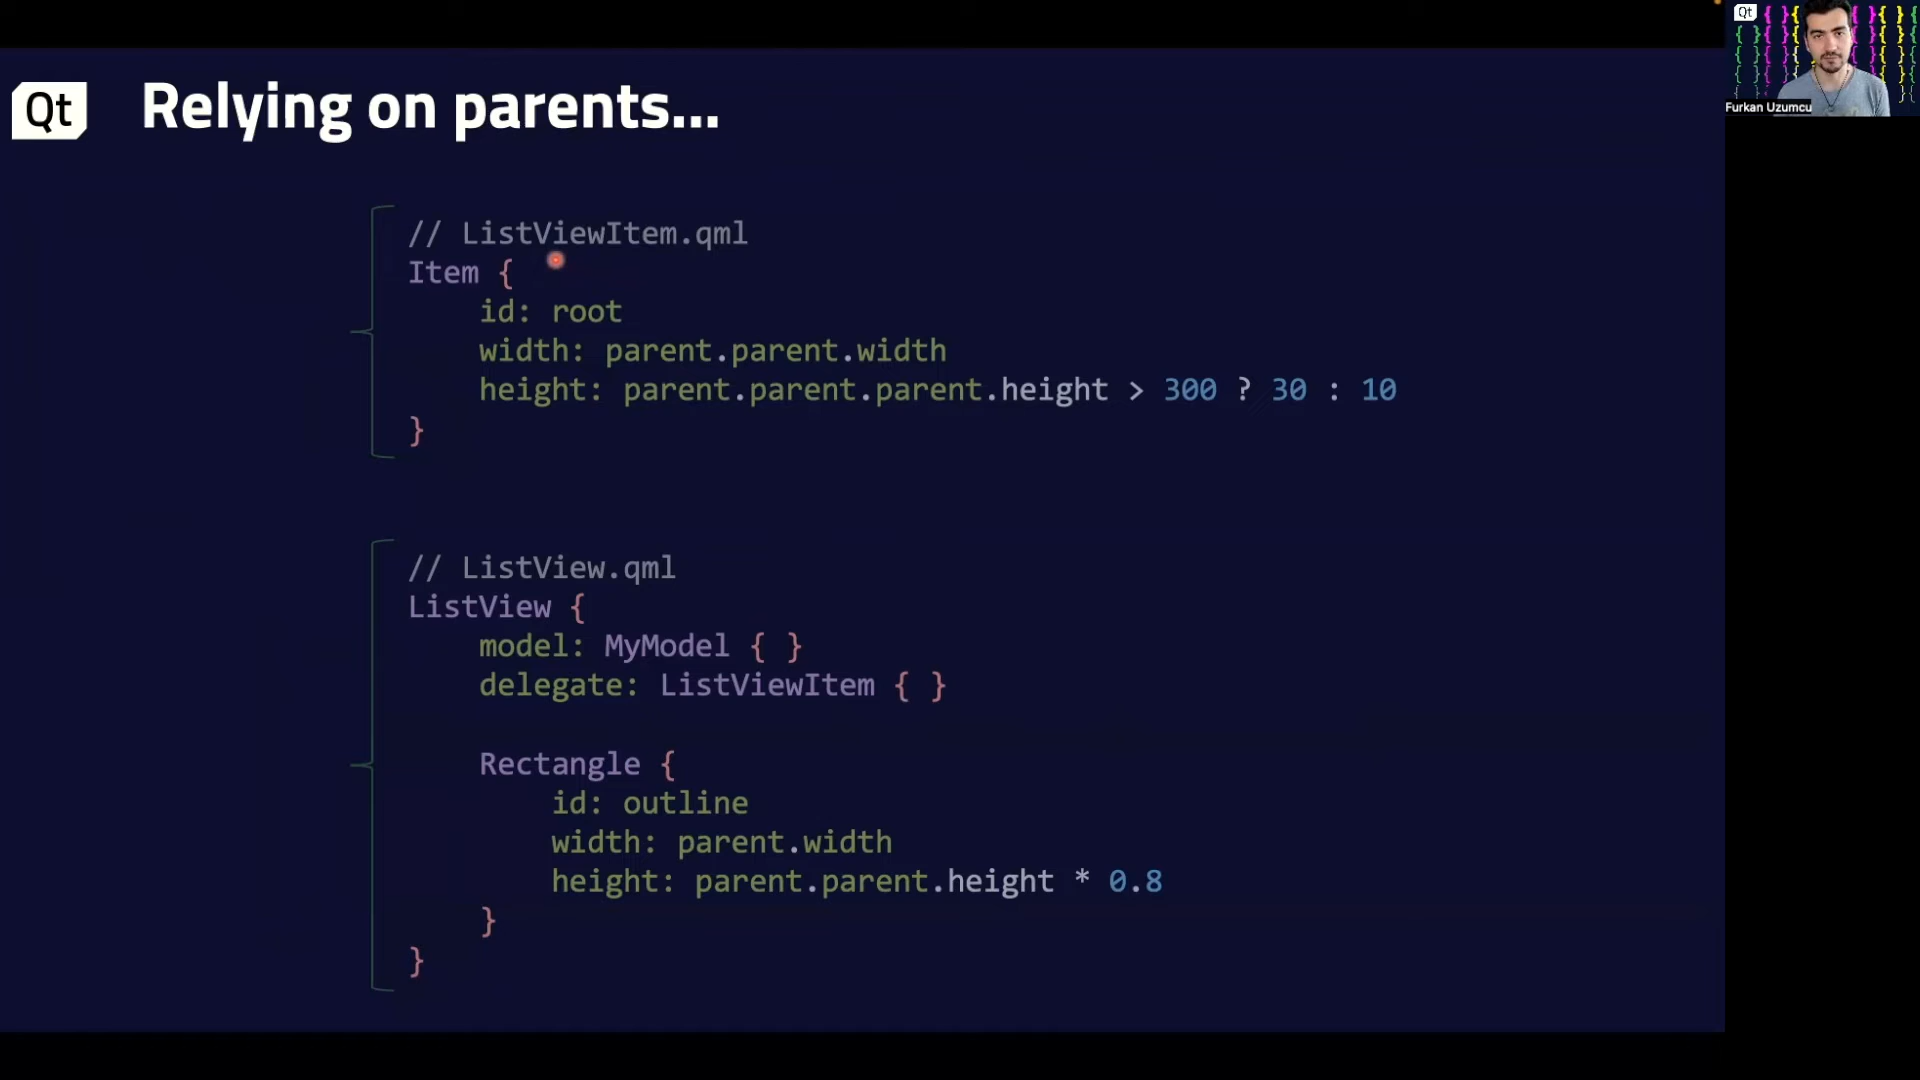 Qt
Furkan Uzumcu
Qt Relying on parents...
// ListViewItem.qml
Item {
id: root
width: parent.parent.width
height: parent.parent.parent.height > 300 ? 30 : 10
}
// ListView.qml
ListView {
model: MyModel { }
delegate: ListViewItem { }
Rectangle {
id: outline
width: parent.width
height: parent.parent.height * 0.8
}
}